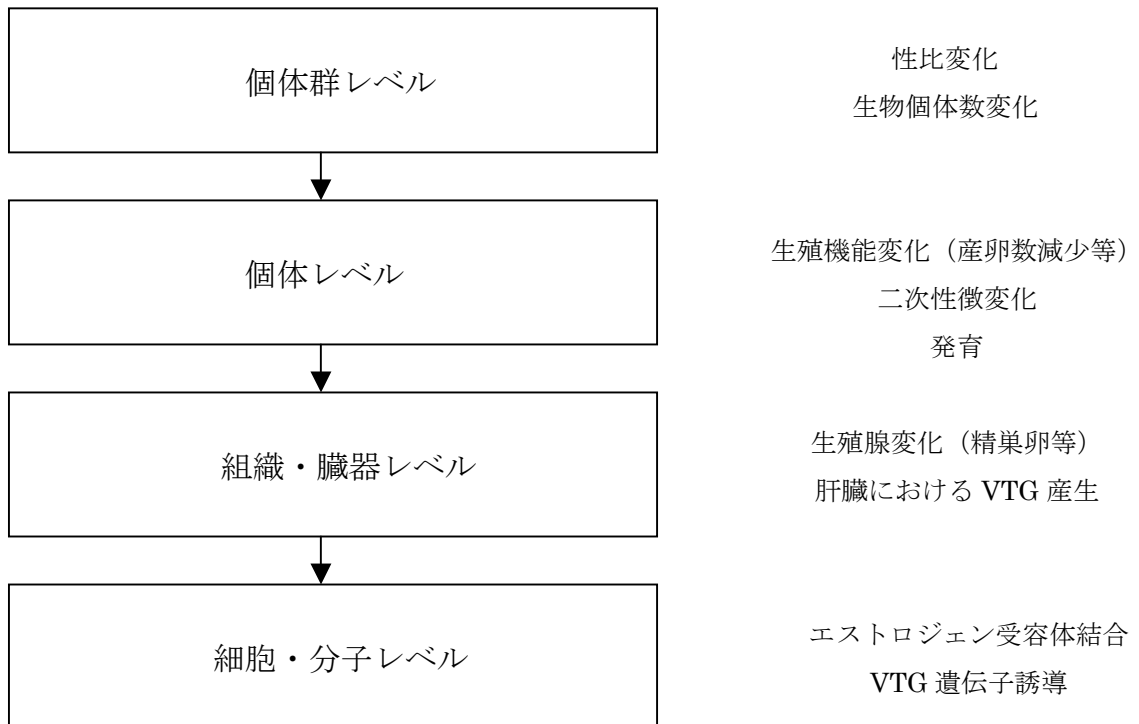 個体群レベル
性比変化
生物個体数変化
個体レベル
生殖機能変化（産卵数減少等）
二次性徴変化
発育
組織・臓器レベル
生殖腺変化（精巣卵等）
肝臓における VTG 産生
細胞・分子レベル
エストロジェン受容体結合
VTG 遺伝子誘導